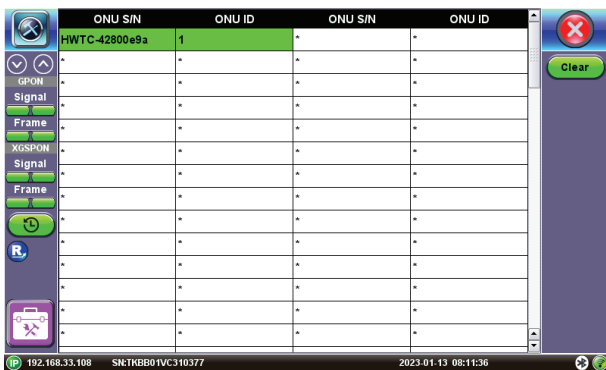 ONU S/N ONU ID ONU S/N ONU ID
HWTC-42800e9a 1 * *
* * * *
* * * *
* * * *
* * * *
* * * *
* * * *
* * * *
* * * *
* * * *
* * * *
* * * *
* * * *
* * * *
GPON
Signal
Frame
XGSPON
Signal
Frame
R
Clear
IP 192.168.33.108 SN:TKBB01VC310377 2023-01-13 08:11:36